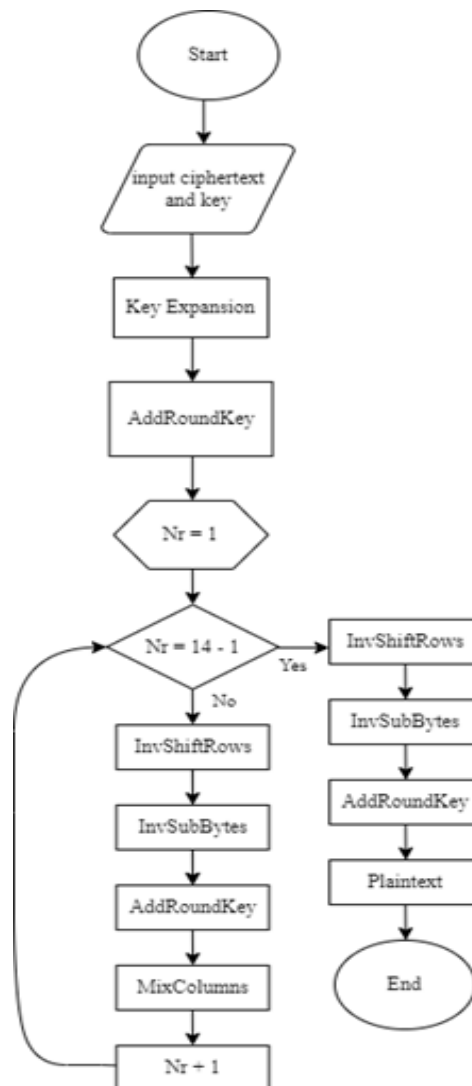 Start
input ciphertext
and key
Key Expansion
AddRoundKey
Nr = 1
Nr = 14 - 1
Yes
No
InvShiftRows
InvSubBytes
AddRoundKey
MixColumns
Nr + 1
InvShiftRows
InvSubBytes
AddRoundKey
Plaintext
End